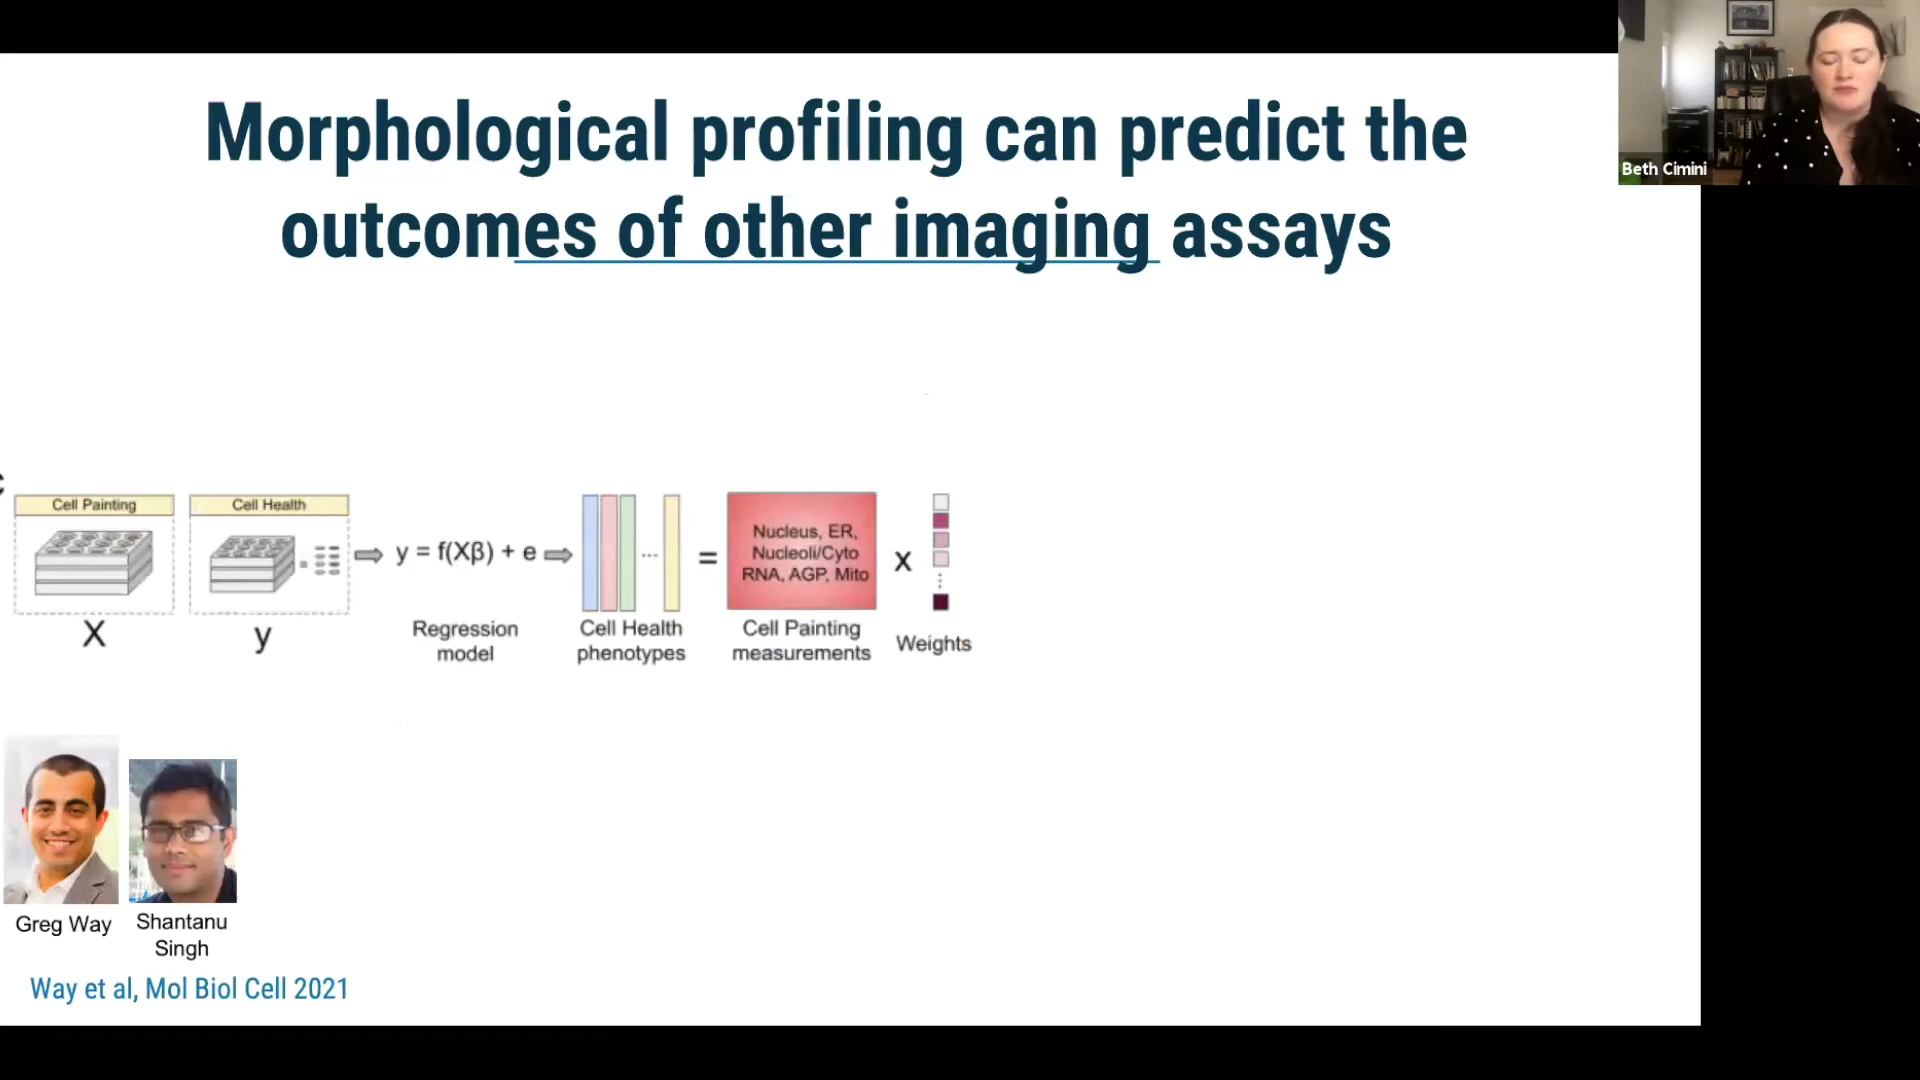 Morphological profiling can predict the
outcomes of other imaging assays
Beth Cimini
Cell Painting
Cell Health
X
y
y = f(Xβ) + e
Regression
model
...
Cell Health
phenotypes
=
Nucleus, ER,
Nucleoli/Cyto
RNA, AGP, Mito
Cell Painting
measurements
x
Weights
Greg Way
Shantanu
Singh
Way et al, Mol Biol Cell 2021